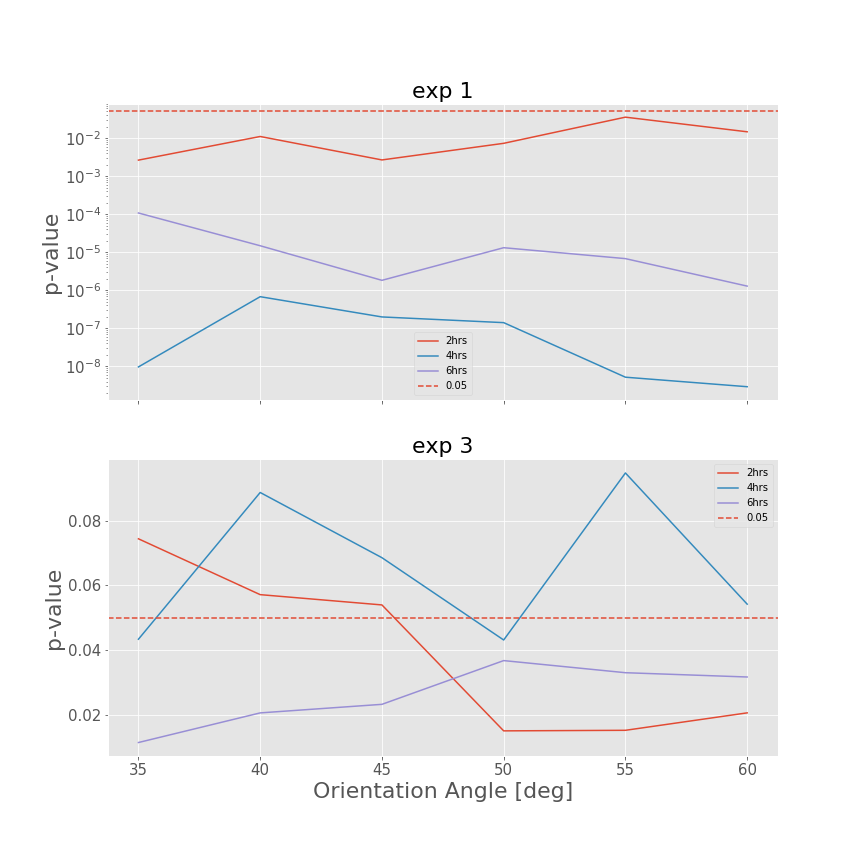 exp 1
p-value
10⁻²
10⁻³
10⁻⁴
10⁻⁵
10⁻⁶
10⁻⁷
10⁻⁸
2hrs
4hrs
6hrs
0.05
exp 3
p-value
0.08
0.06
0.04
0.02
2hrs
4hrs
6hrs
0.05
35 40 45 50 55 60
Orientation Angle [deg]